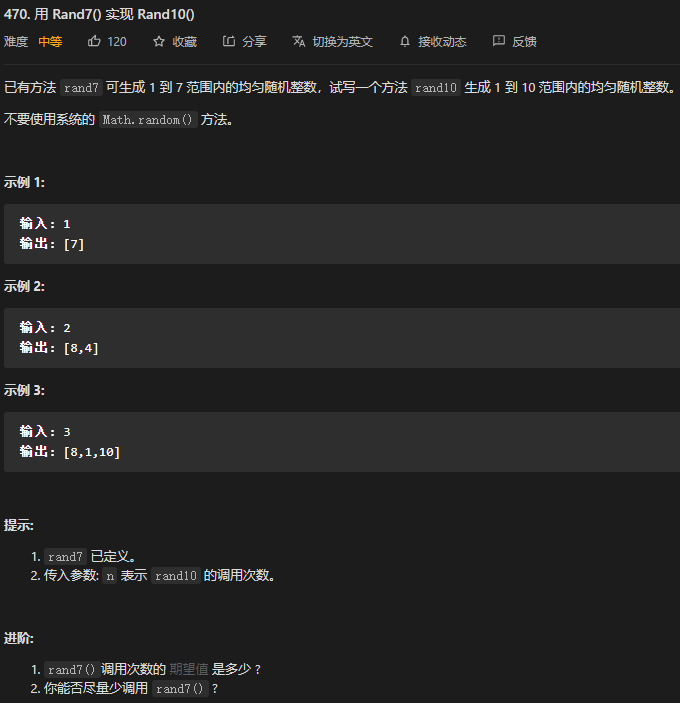 470. 用 Rand7() 实现 Rand10()
难度 中等 120 收藏 分享 切换为英文 接收动态 反馈
已有方法 rand7 可生成 1 到 7 范围内的均匀随机整数，试写一个方法 rand10 生成 1 到 10 范围内的均匀随机整数。
不要使用系统的 Math.random() 方法。
示例 1:
输入: 1
输出: [7]
示例 2:
输入: 2
输出: [8,4]
示例 3:
输入: 3
输出: [8,1,10]
提示:
1. rand7 已定义。
2. 传入参数: n 表示 rand10 的调用次数。
进阶:
1. rand7()调用次数的 期望值 是多少 ?
2. 你能否尽量少调用 rand7() ?